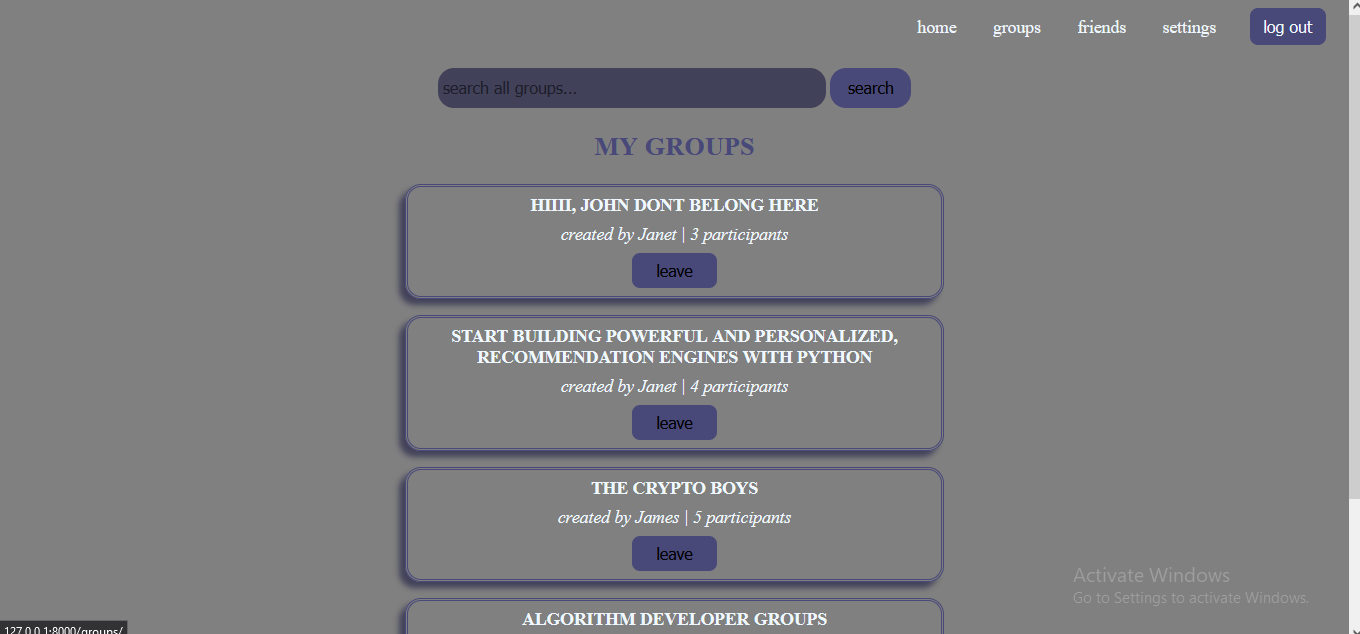 home groups friends settings log out
search all groups... search
MY GROUPS
HIIII, JOHN DONT BELONG HERE
created by Janet | 3 participants
leave
START BUILDING POWERFUL AND PERSONALIZED,
RECOMMENDATION ENGINES WITH PYTHON
created by Janet | 4 participants
leave
THE CRYPTO BOYS
created by James | 5 participants
leave
Activate Windows
Go to Settings to activate Windows.
ALGORITHM DEVELOPER GROUPS
127.0.0.1:8000/groups/